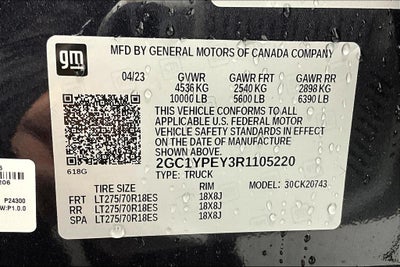 gm
MFD BY GENERAL MOTORS OF CANADA COMPANY
04/23 GVWR GAWR FRT GAWR RR
4536 KG 2540 KG 2898 KG
10000 LB 5600 LB 6390 LB
THIS VEHICLE CONFORMS TO ALL
APPLICABLE U.S. FEDERAL MOTOR
VEHICLE SAFETY STANDARDS IN EFFECT
ON THE DATE OF MANUFACTURE SHOWN ABOVE.
618G
2GC1YPEY3R1105220
TYPE: TRUCK MODEL: 30CK20743
TIRE SIZE RIM
FRT LT275/70R18ES 18X8J
RR LT275/70R18ES 18X8J
SPA LT275/70R18ES 18X8J
206
P24300
W:P1.0.0